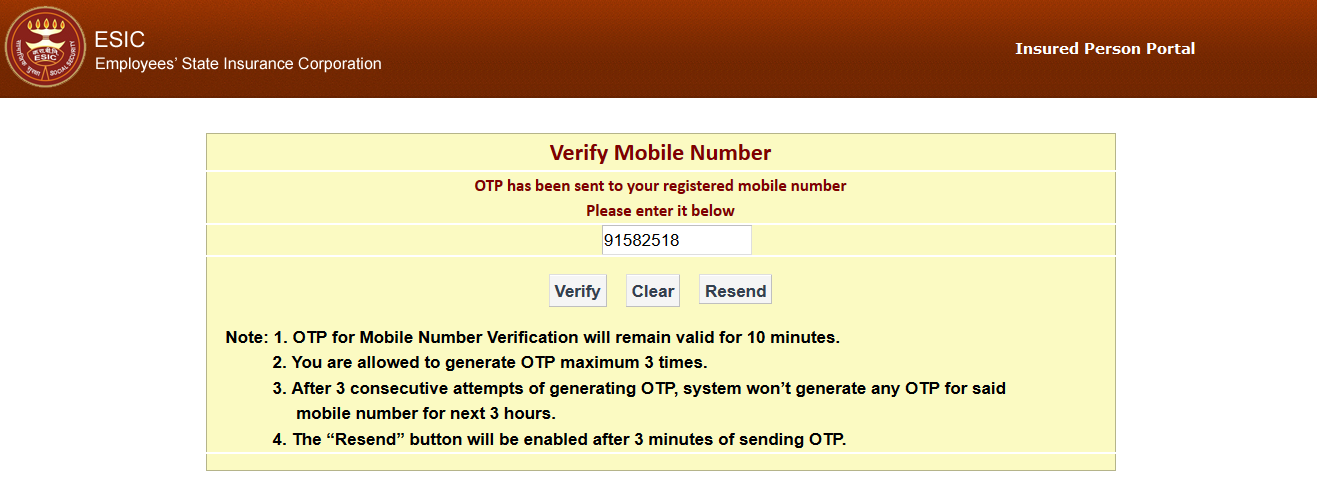 ESIC
Employees’ State Insurance Corporation
Insured Person Portal
ESIC
SOCIAL SECURITY
Verify Mobile Number
OTP has been sent to your registered mobile number
Please enter it below
91582518
Verify Clear Resend
Note: 1. OTP for Mobile Number Verification will remain valid for 10 minutes.
2. You are allowed to generate OTP maximum 3 times.
3. After 3 consecutive attempts of generating OTP, system won’t generate any OTP for said
mobile number for next 3 hours.
4. The “Resend” button will be enabled after 3 minutes of sending OTP.